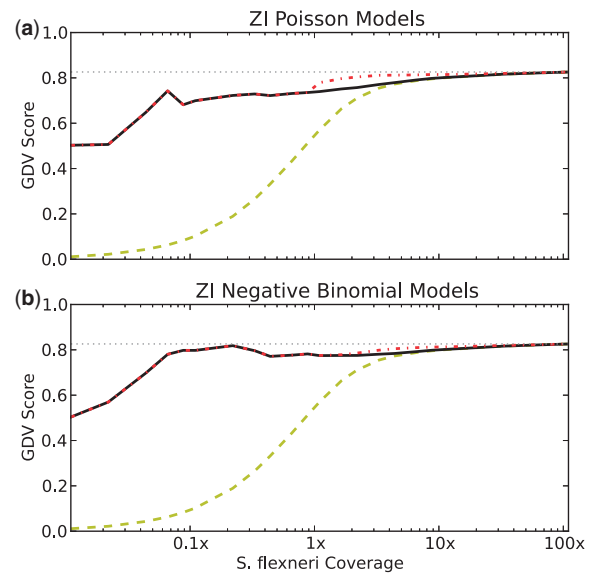 (a)
ZI Poisson Models
1.0
0.8
0.6
0.4
0.2
0.0
GDV Score
(b)
ZI Negative Binomial Models
1.0
0.8
0.6
0.4
0.2
0.0
GDV Score
0.1x 1x 10x 100x
S. flexneri Coverage